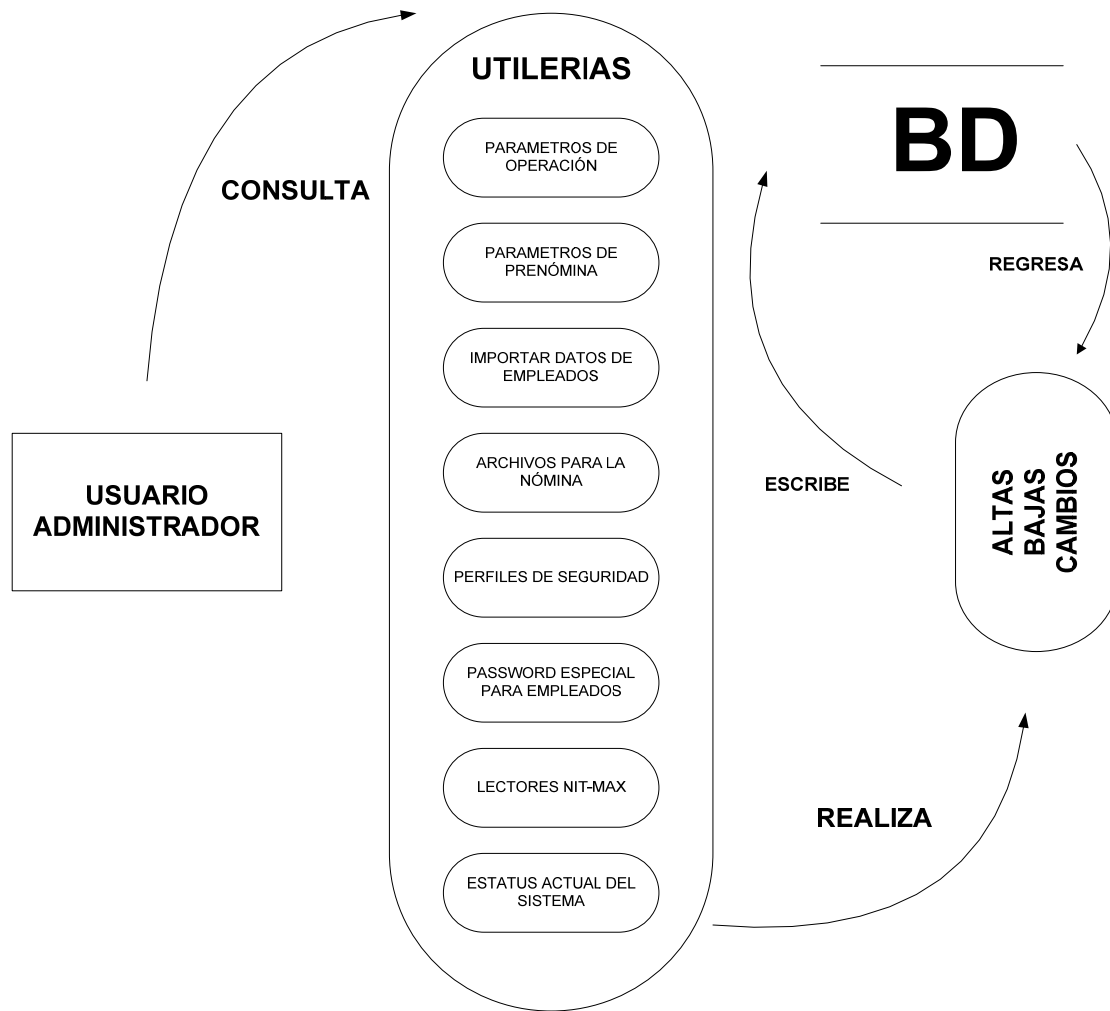 UTILERIAS
BD
PARAMETROS DE
OPERACIÓN
CONSULTA
PARAMETROS DE
PRENÓMINA
REGRESA
IMPORTAR DATOS DE
EMPLEADOS
ARCHIVOS PARA LA
NÓMINA
ESCRIBE
USUARIO
ADMINISTRADOR
ALTAS
BAJAS
CAMBIOS
PERFILES DE SEGURIDAD
PASSWORD ESPECIAL
PARA EMPLEADOS
LECTORES NIT-MAX
REALIZA
ESTATUS ACTUAL DEL
SISTEMA